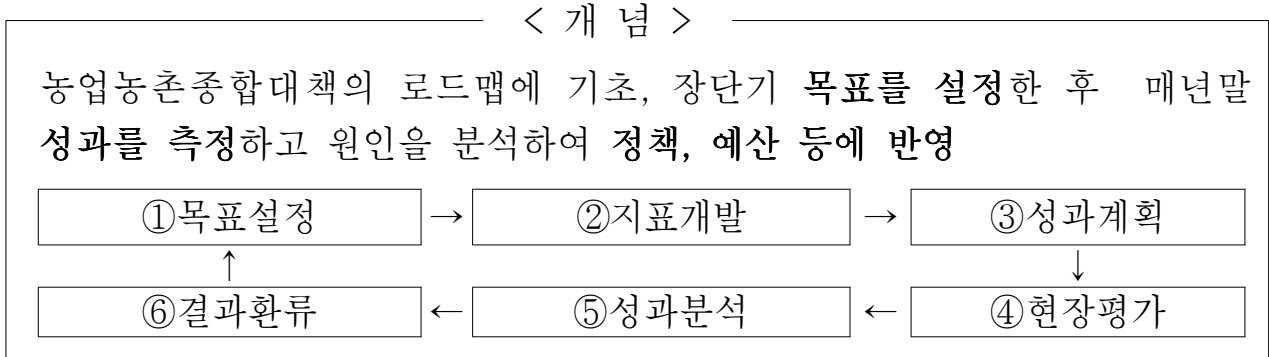 < 개 념 >
농업농촌종합대책의 로드맵에 기초, 장단기 목표를 설정한 후 매년말
성과를 측정하고 원인을 분석하여 정책, 예산 등에 반영
①목표설정 → ②지표개발 → ③성과계획
↑ ↓
⑥결과환류 ← ⑤성과분석 ← ④현장평가